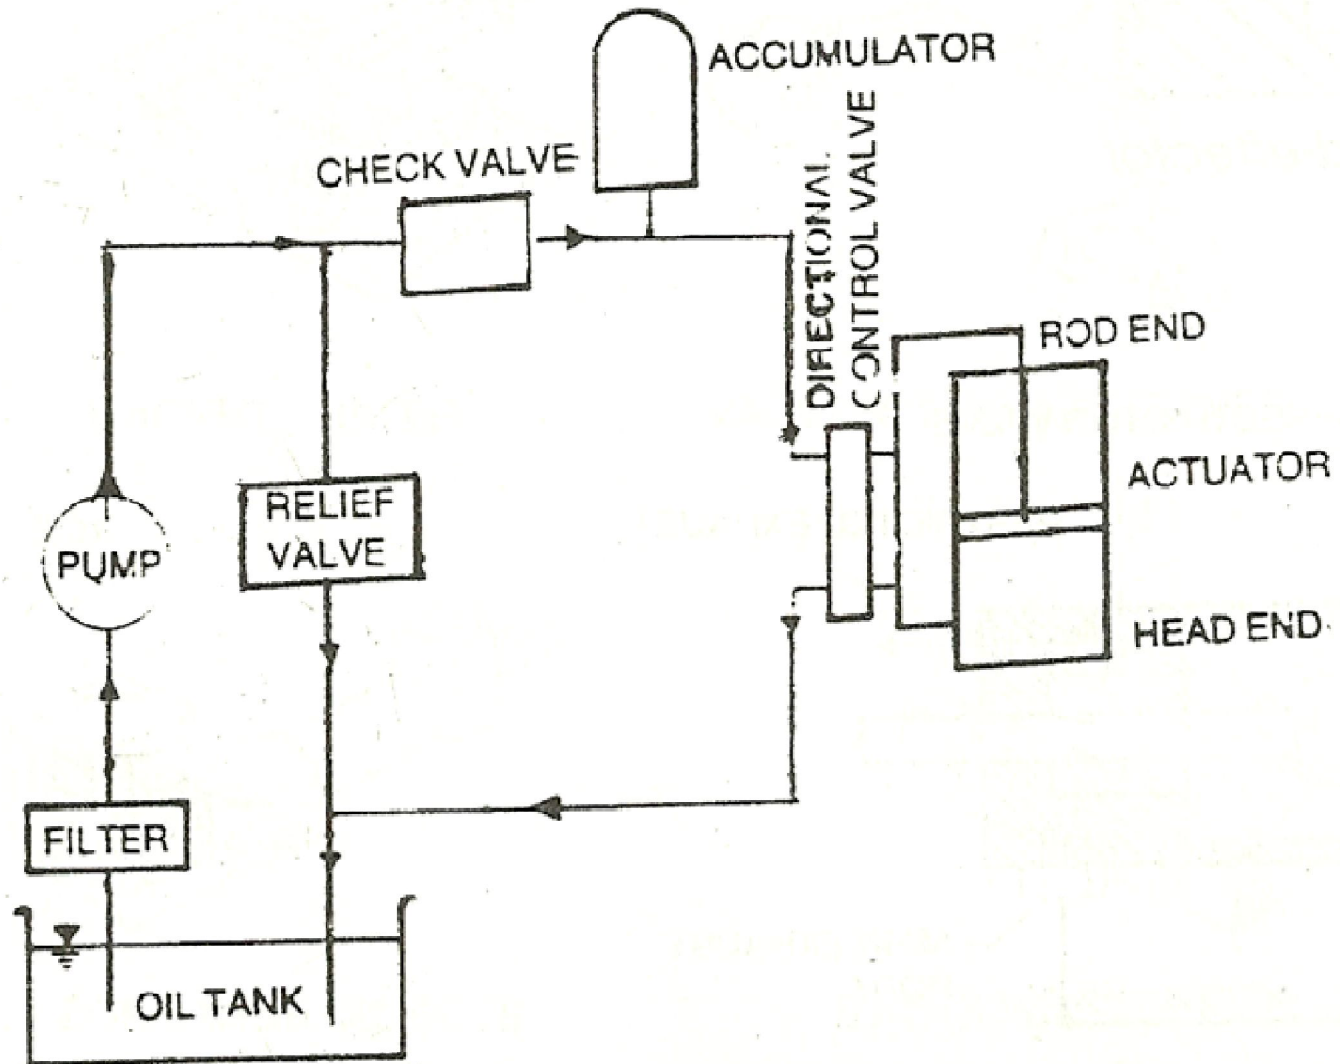 ACCUMULATOR
CHECK VALVE
DIRECTIONAL
CONTROL VALVE
ROD END
ACTUATOR
HEAD END
RELIEF
VALVE
PUMP
FILTER
OIL TANK